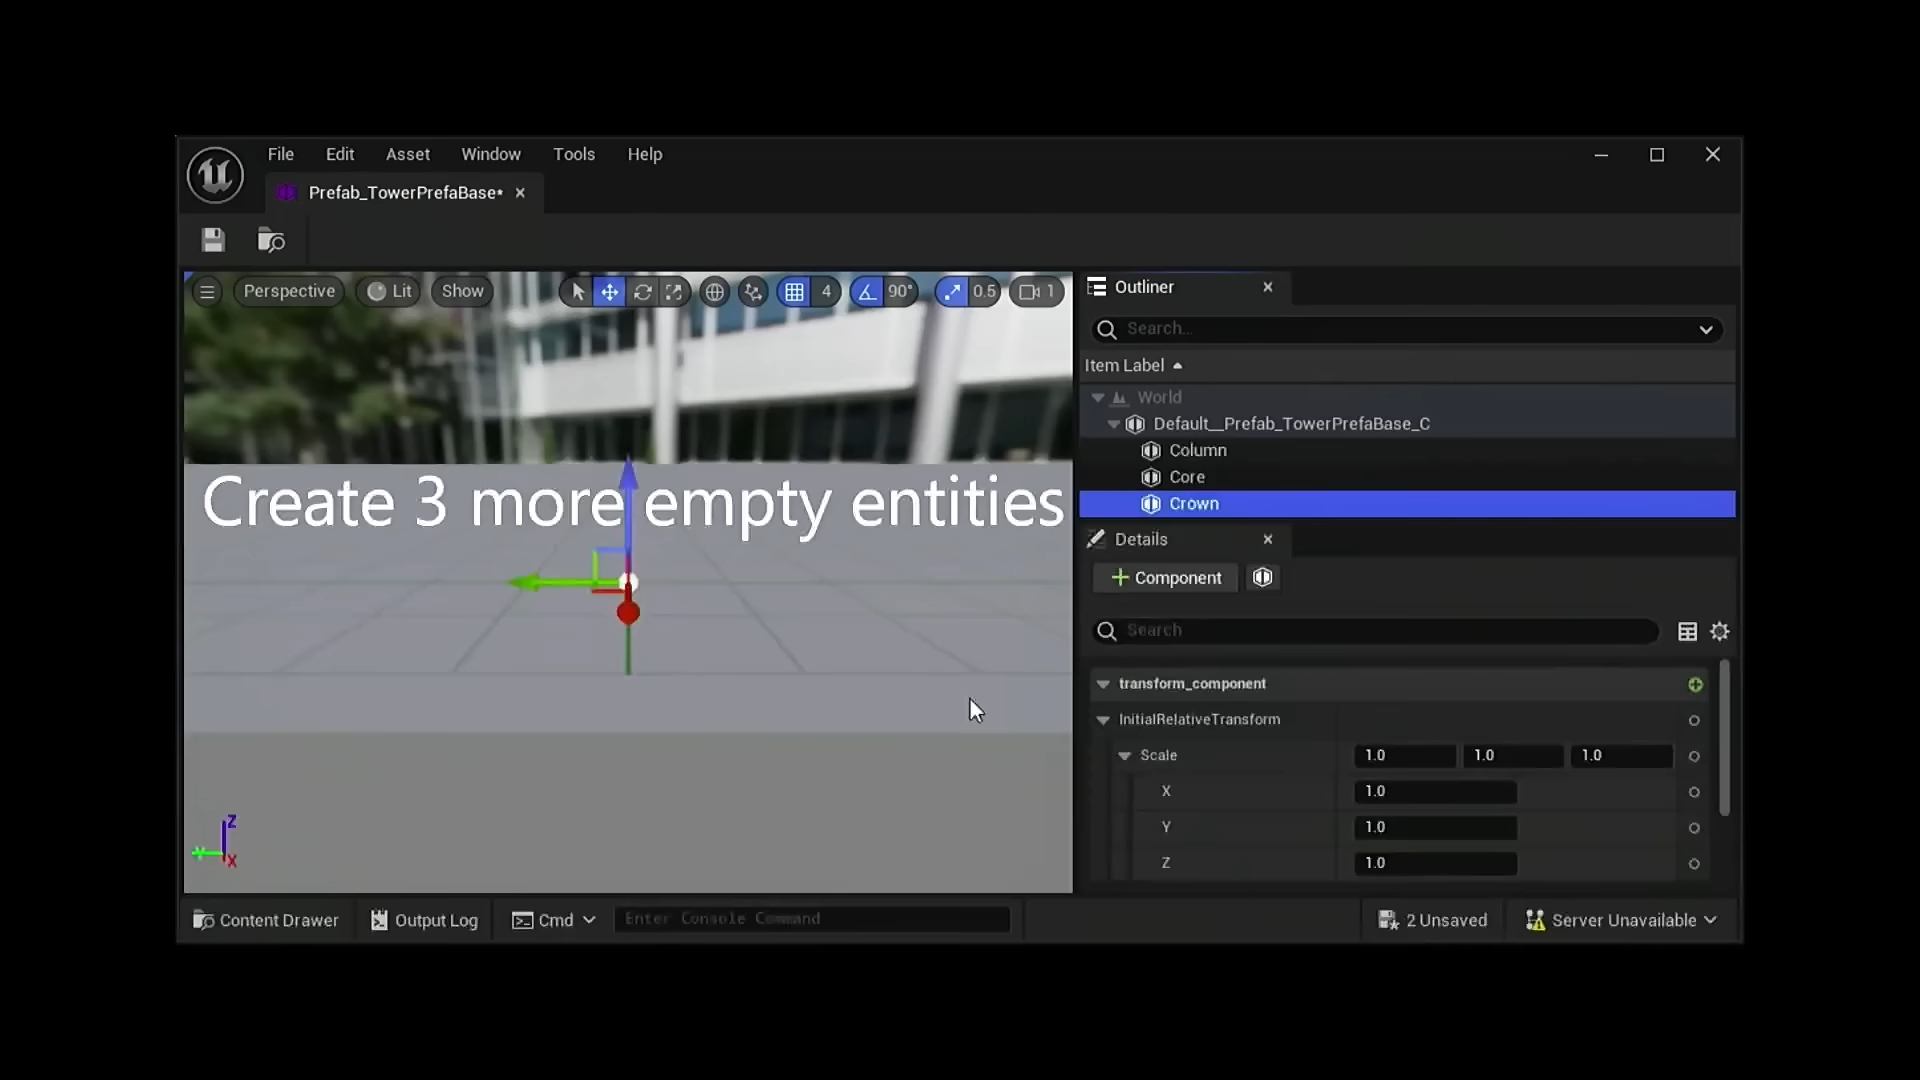 File Edit Asset Window Tools Help
Prefab_TowerPrefaBase*
Perspective Lit Show 4 90° 0.5 1
Outliner
Search...
Item Label
World
Default__Prefab_TowerPrefaBase_C
Column
Core
Crown
Create 3 more empty entities
Details
Component
Search
transform_component
InitialRelativeTransform
Scale 1.0 1.0 1.0
X 1.0
Y 1.0
Z 1.0
Z
Y
X
Content Drawer Output Log Cmd Enter Console Command 2 Unsaved Server Unavailable